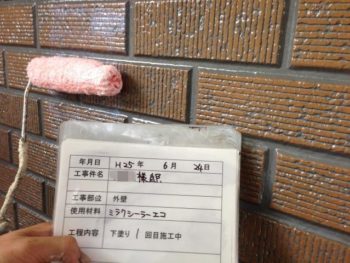 年月日 H25年 6月 24日
工事件名 様邸
工事部位 外壁
使用材料 ミラクシーラーエコ
工程内容 下塗り 1回目施工中